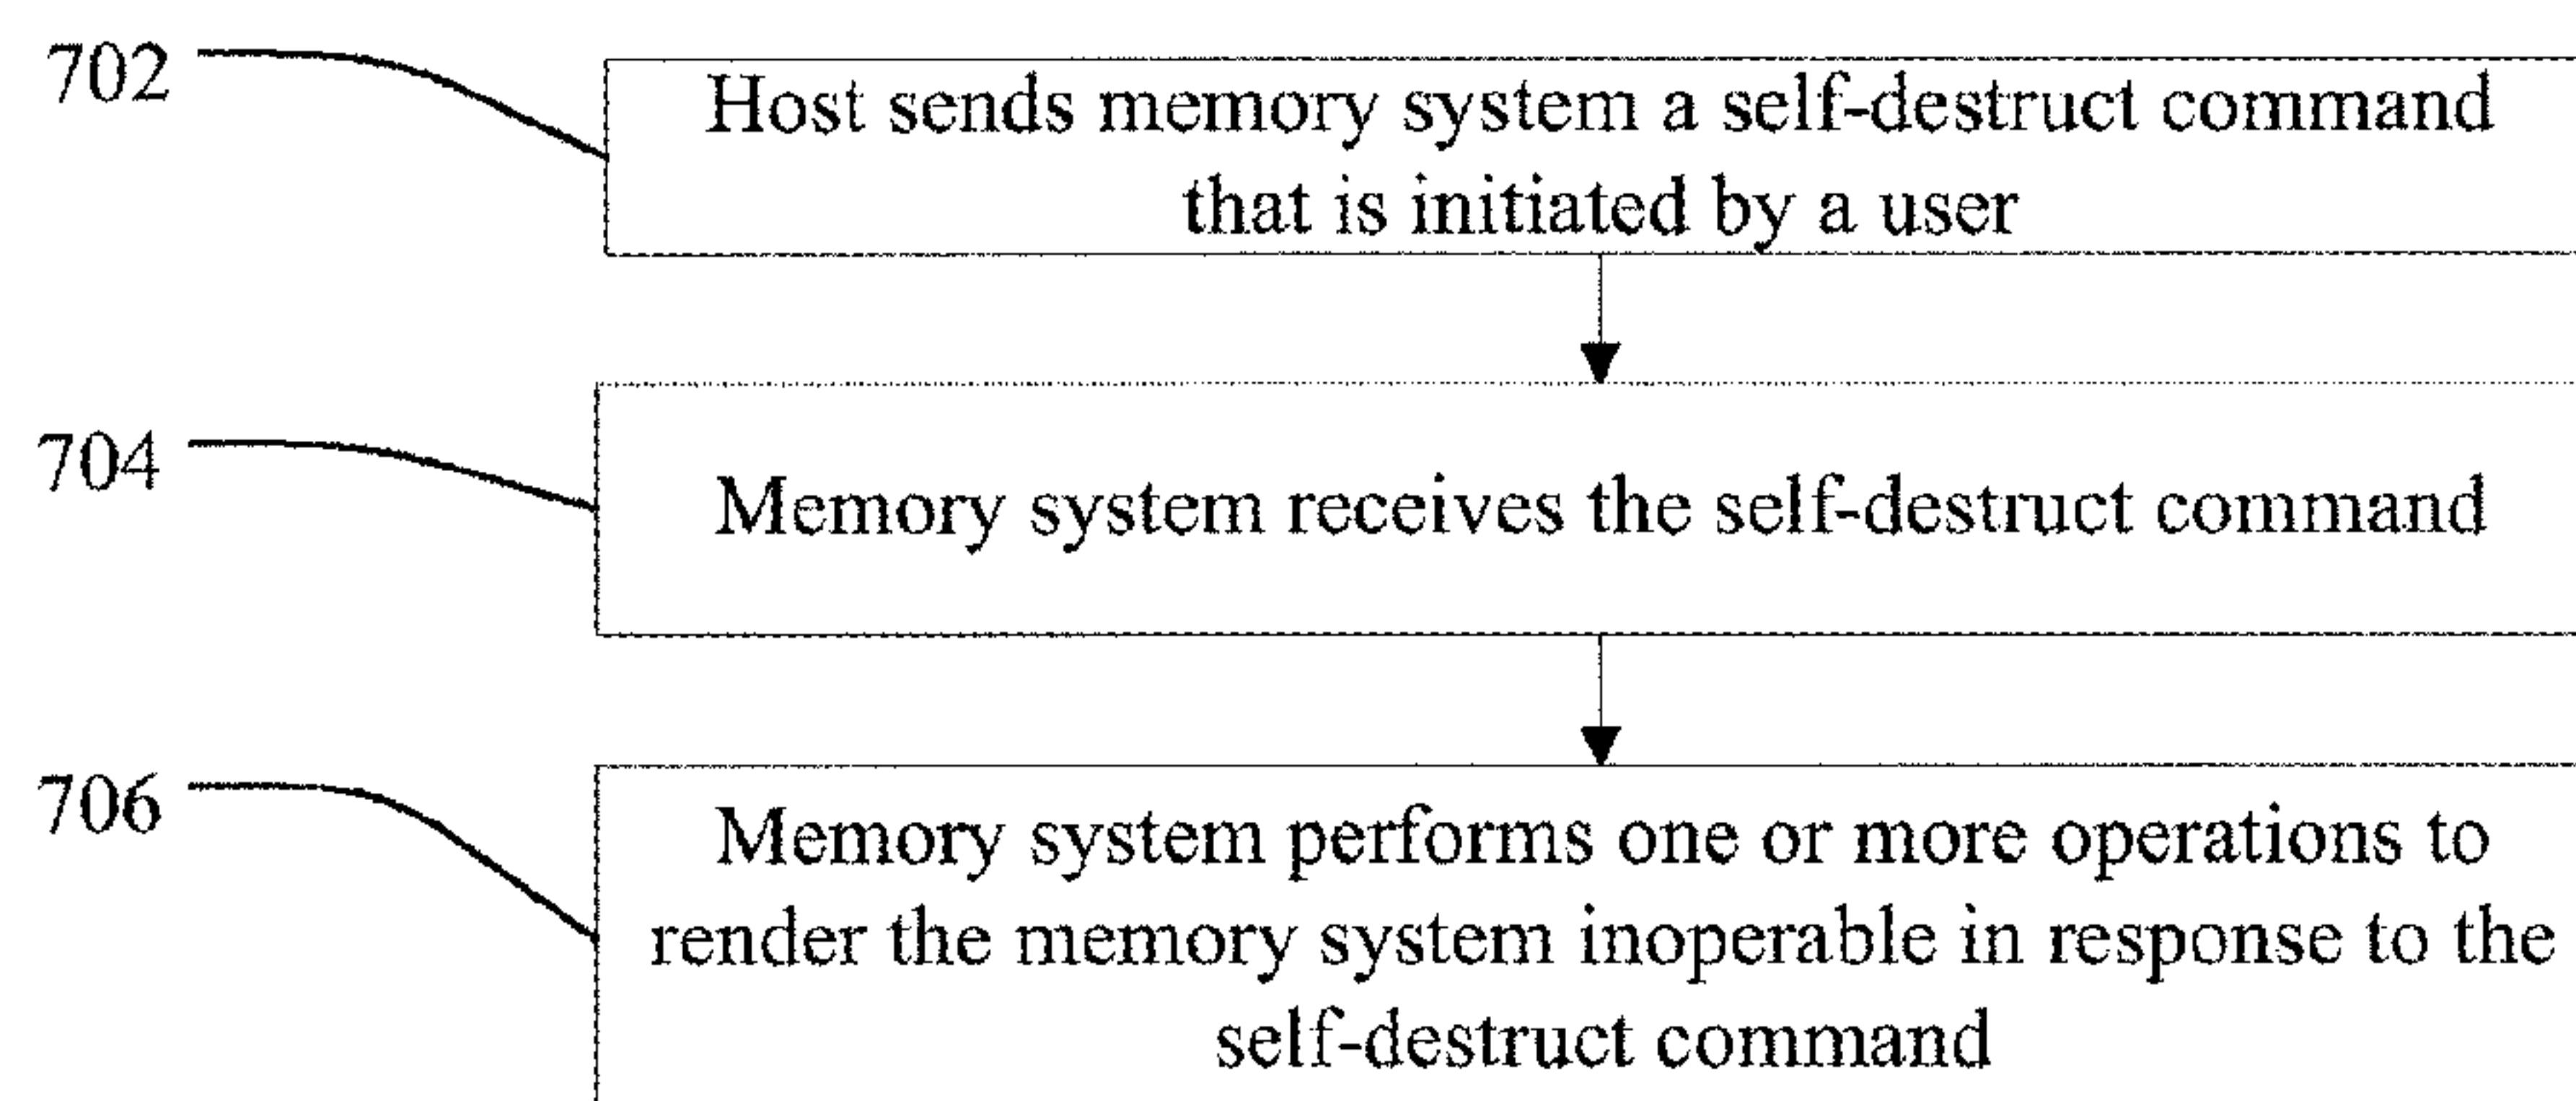 702
Host sends memory system a self-destruct command
that is initiated by a user
704
Memory system receives the self-destruct command
706
Memory system performs one or more operations to
render the memory system inoperable in response to the
self-destruct command